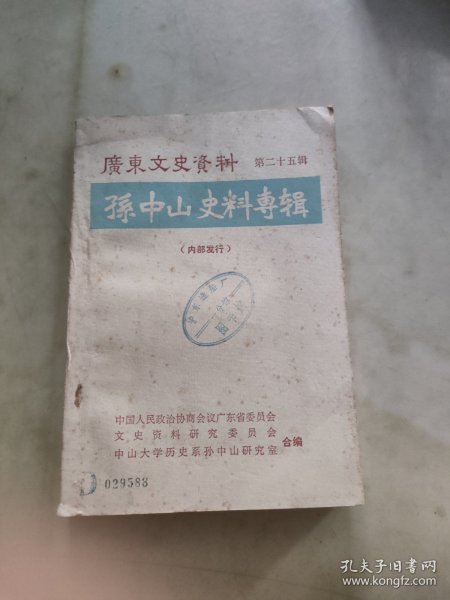 廣東文史資料 第二十五辑
孫中山史料專辑
（内部发行）
中国人民政治协商会议广东省委员会
文史资料研究委员会
中山大学历史系孙中山研究室
合编
029583
孔夫子旧书网
www.kongfz.com